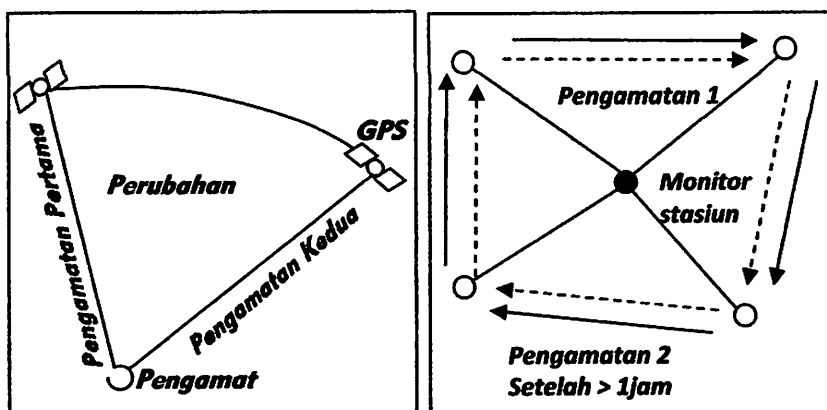 GPS
Perubahan
Pengamatan Pertama
Pengamatan Kedua
Pengamat
Pengamatan 1
Monitor
stasiun
Pengamatan 2
Setelah > 1jam